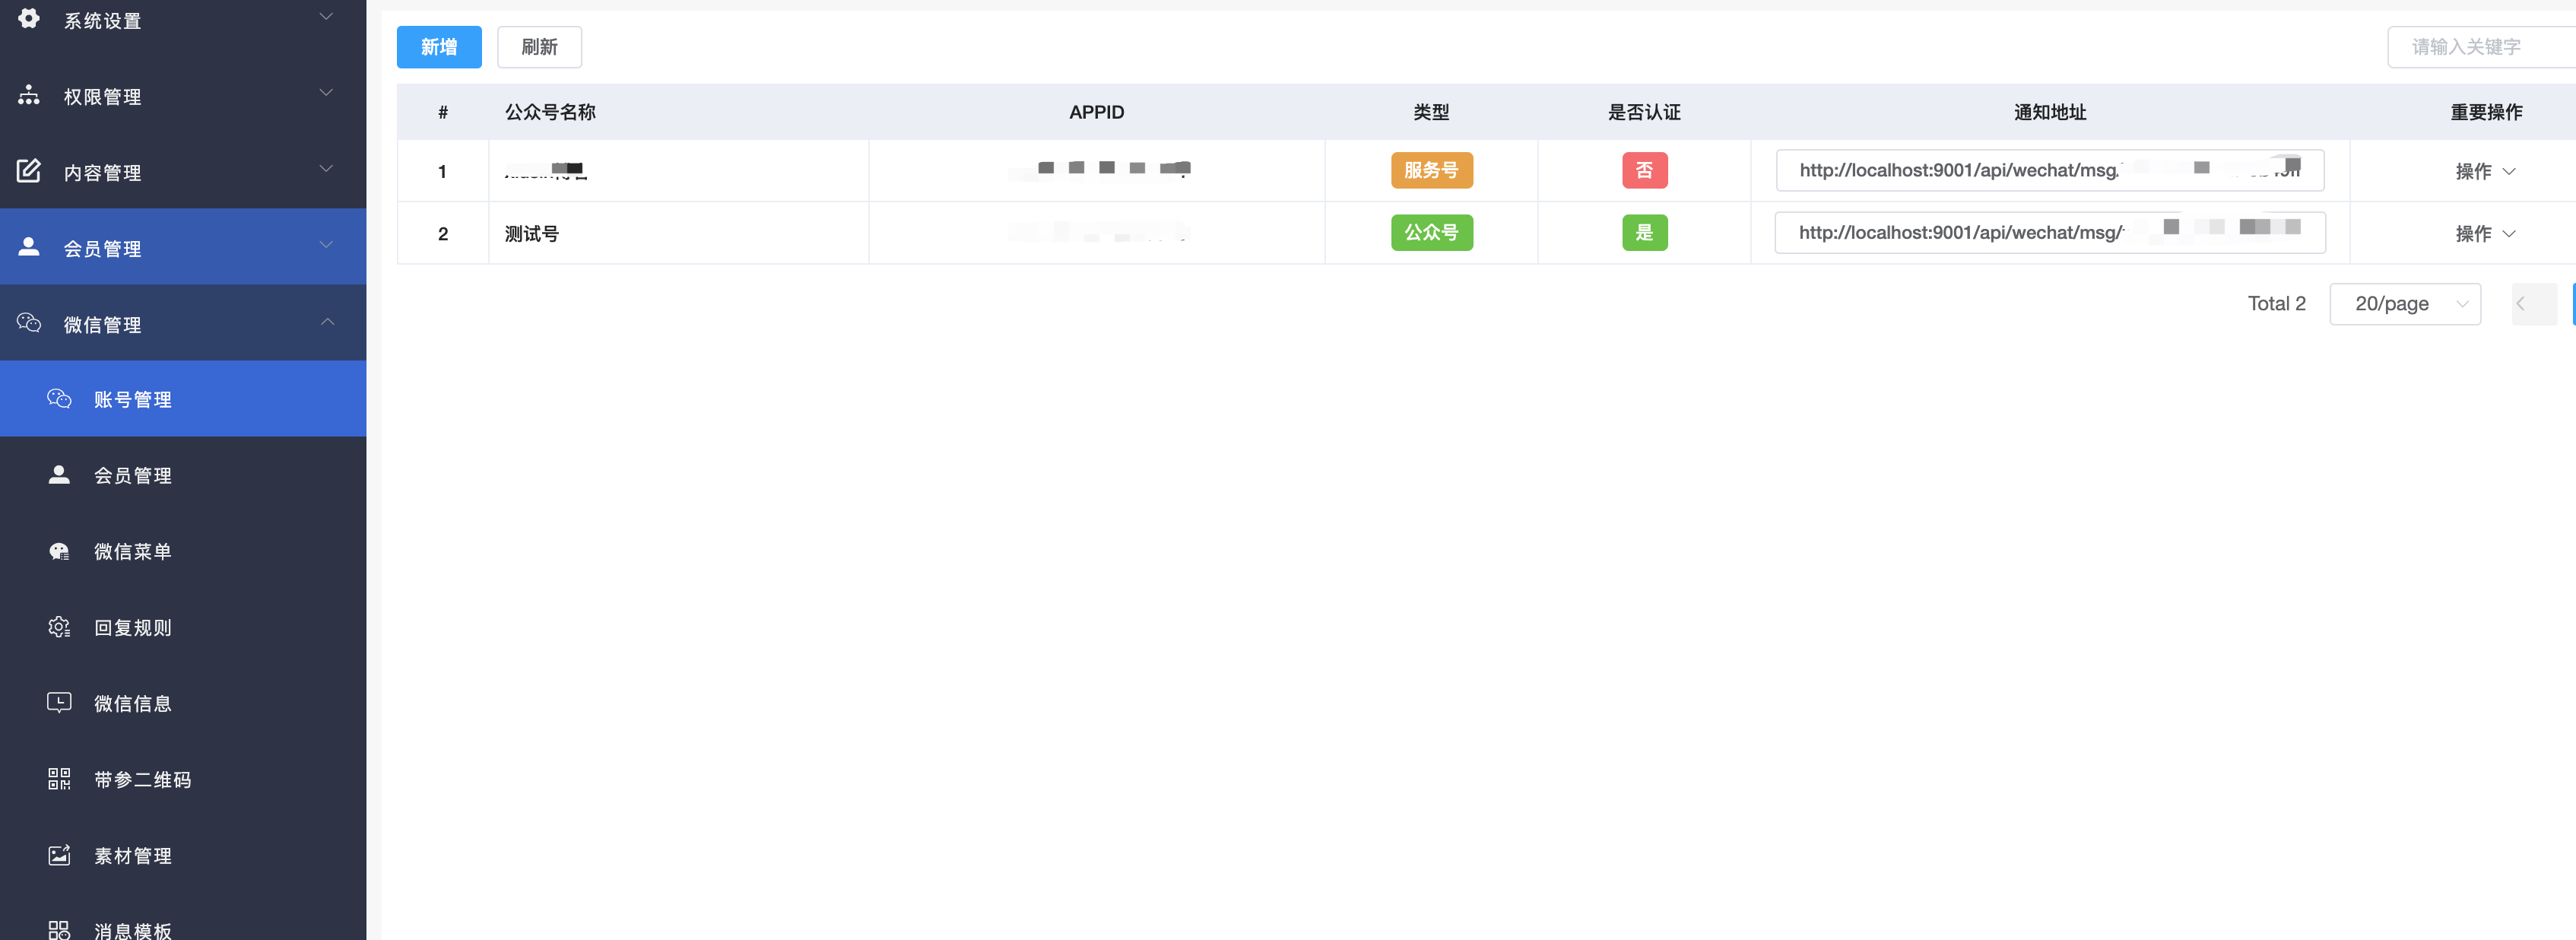 系统设置
权限管理
内容管理
会员管理
微信管理
账号管理
会员管理
微信菜单
回复规则
微信信息
带参二维码
素材管理
消息模板
新增 刷新 请输入关键字
# 公众号名称 APPID 类型 是否认证 通知地址 重要操作
1 服务号 否 http://localhost:9001/api/wechat/msg/ 操作
2 测试号 公众号 是 http://localhost:9001/api/wechat/msg/ 操作
Total 2 20/page